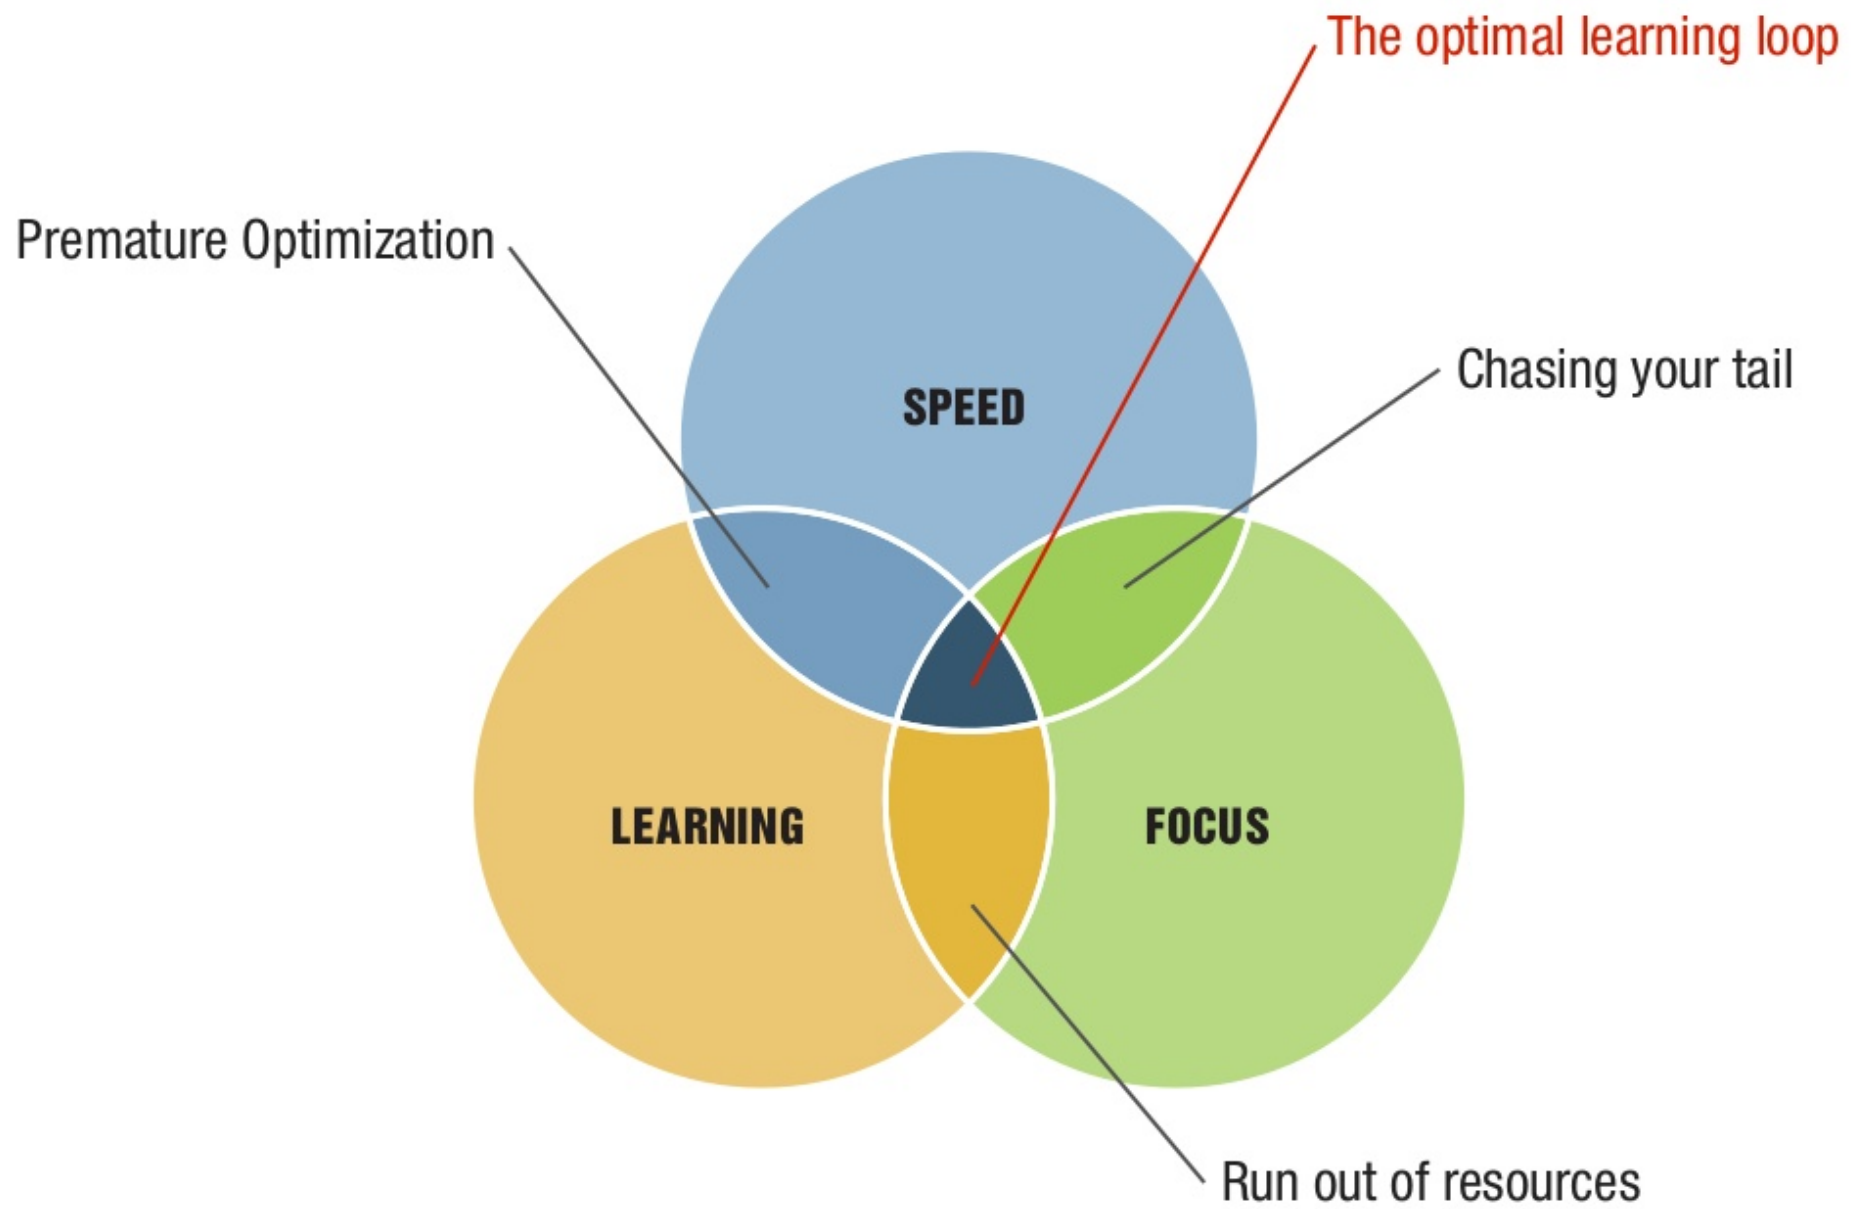 The optimal learning loop
Premature Optimization
Chasing your tail
SPEED
LEARNING
FOCUS
Run out of resources